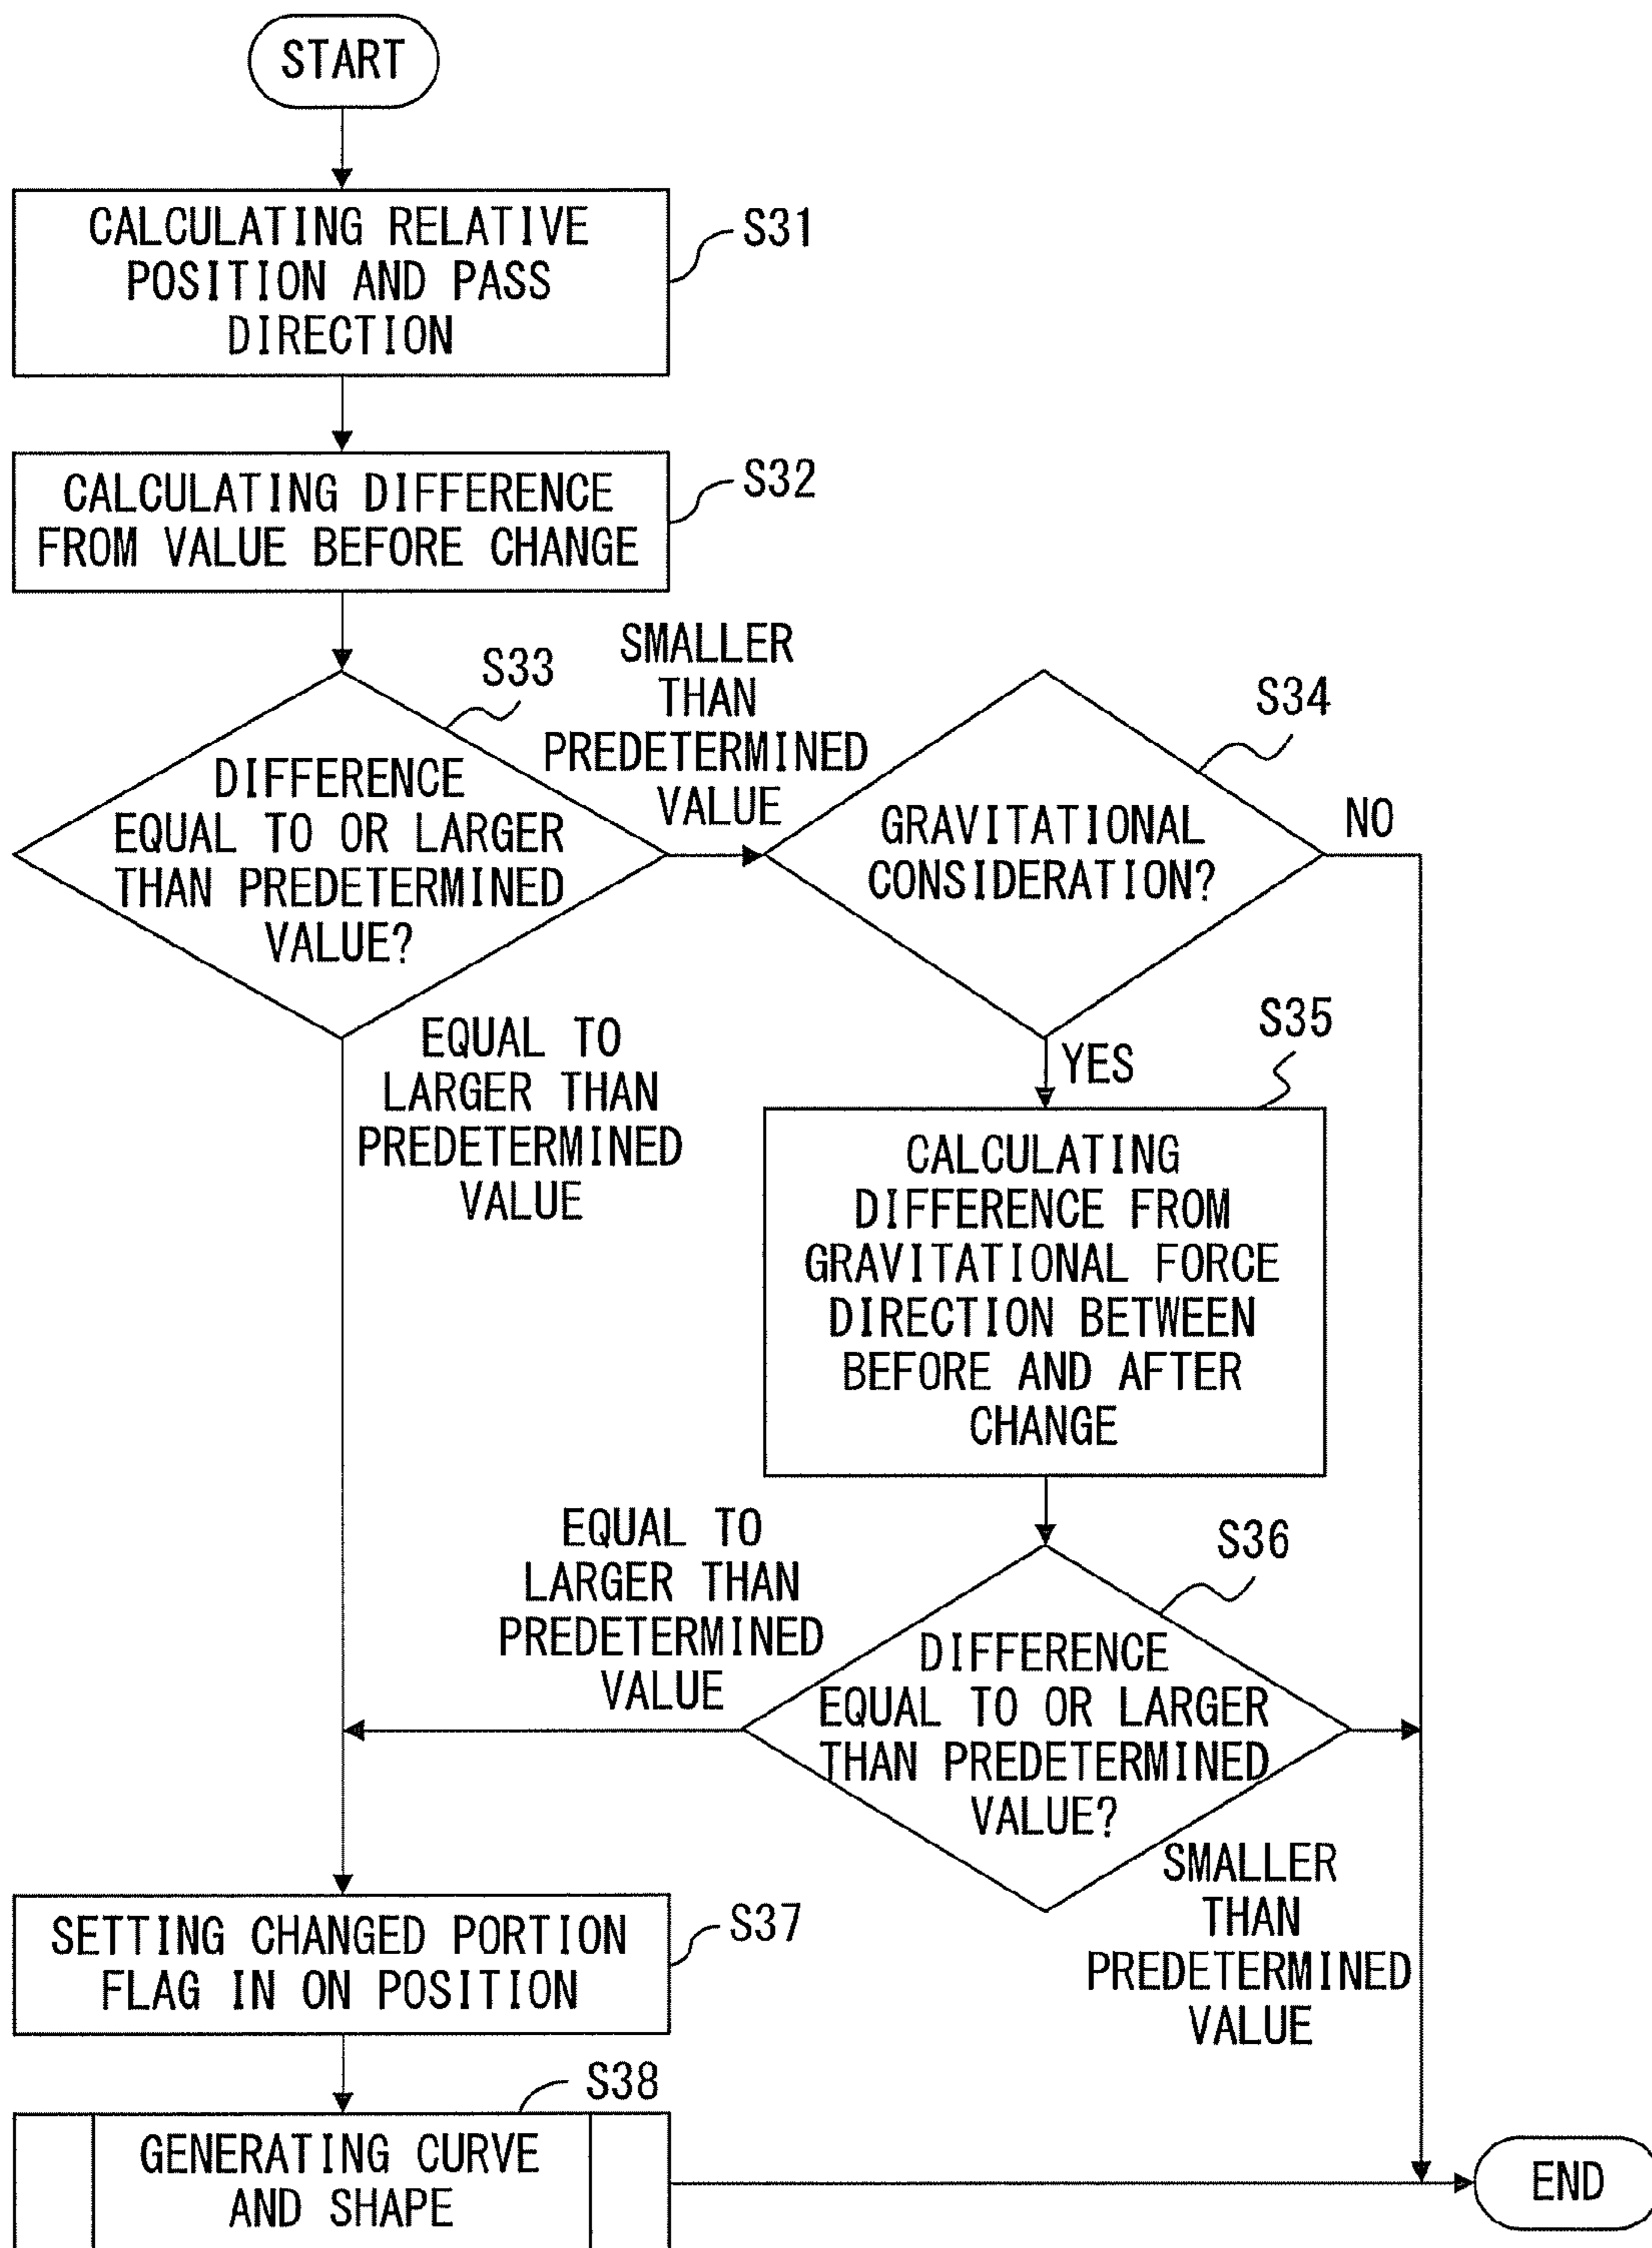 START
CALCULATING RELATIVE
POSITION AND PASS
DIRECTION
S31
CALCULATING DIFFERENCE
FROM VALUE BEFORE CHANGE
S32
S33
DIFFERENCE
EQUAL TO OR LARGER
THAN PREDETERMINED
VALUE?
SMALLER
THAN
PREDETERMINED
VALUE
S34
GRAVITATIONAL
CONSIDERATION?
NO
EQUAL TO
LARGER THAN
PREDETERMINED
VALUE
YES
S35
CALCULATING
DIFFERENCE FROM
GRAVITATIONAL FORCE
DIRECTION BETWEEN
BEFORE AND AFTER
CHANGE
EQUAL TO
LARGER THAN
PREDETERMINED
VALUE
S36
DIFFERENCE
EQUAL TO OR LARGER
THAN PREDETERMINED
VALUE?
SMALLER
THAN
PREDETERMINED
VALUE
SETTING CHANGED PORTION
FLAG IN ON POSITION
S37
S38
GENERATING CURVE
AND SHAPE
END